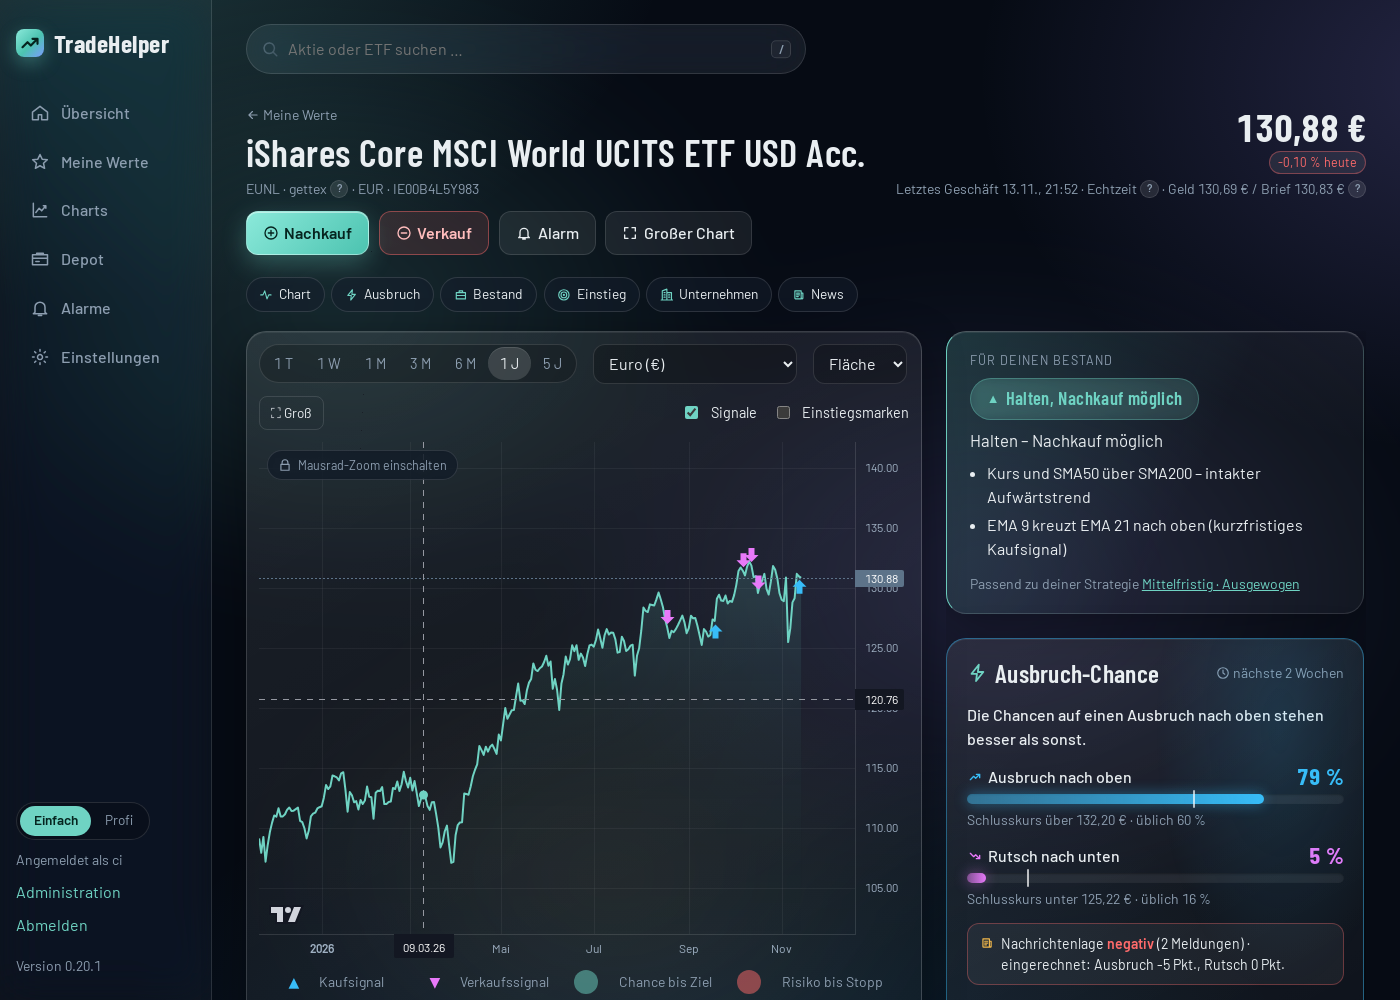 TradeHelper
Übersicht
Meine Werte
Charts
Depot
Alarme
Einstellungen
Einfach Profi
Angemeldet als ci
Administration
Abmelden
Version 0.20.1
Aktie oder ETF suchen … /
← Meine Werte
iShares Core MSCI World UCITS ETF USD Acc.
EUNL · gettex ? · EUR · IE00B4L5Y983
130,88 €
-0,10 % heute
Letztes Geschäft 13.11., 21:52 · Echtzeit ? · Geld 130,69 € / Brief 130,83 € ?
Nachkauf Verkauf Alarm Großer Chart
Chart Ausbruch Bestand Einstieg Unternehmen News
1 T 1 W 1 M 3 M 6 M 1 J 5 J Euro (€) Fläche
Groß Signale Einstiegsmarken
Mausrad-Zoom einschalten
140.00
135.00
130.88
130.00
125.00
120.76
115.00
110.00
105.00
2026 09.03.26 Mai Jul Sep Nov
Kaufsignal Verkaufssignal Chance bis Ziel Risiko bis Stopp
FÜR DEINEN BESTAND
▲ Halten, Nachkauf möglich
Halten – Nachkauf möglich
• Kurs und SMA50 über SMA200 – intakter
Aufwärtstrend
• EMA 9 kreuzt EMA 21 nach oben (kurzfristiges
Kaufsignal)
Passend zu deiner Strategie Mittelfristig · Ausgewogen
Ausbruch-Chance nächste 2 Wochen
Die Chancen auf einen Ausbruch nach oben stehen
besser als sonst.
Ausbruch nach oben 79 %
Schlusskurs über 132,20 € · üblich 60 %
Rutsch nach unten 5 %
Schlusskurs unter 125,22 € · üblich 16 %
Nachrichtenlage negativ (2 Meldungen) ·
eingerechnet: Ausbruch -5 Pkt., Rutsch 0 Pkt.